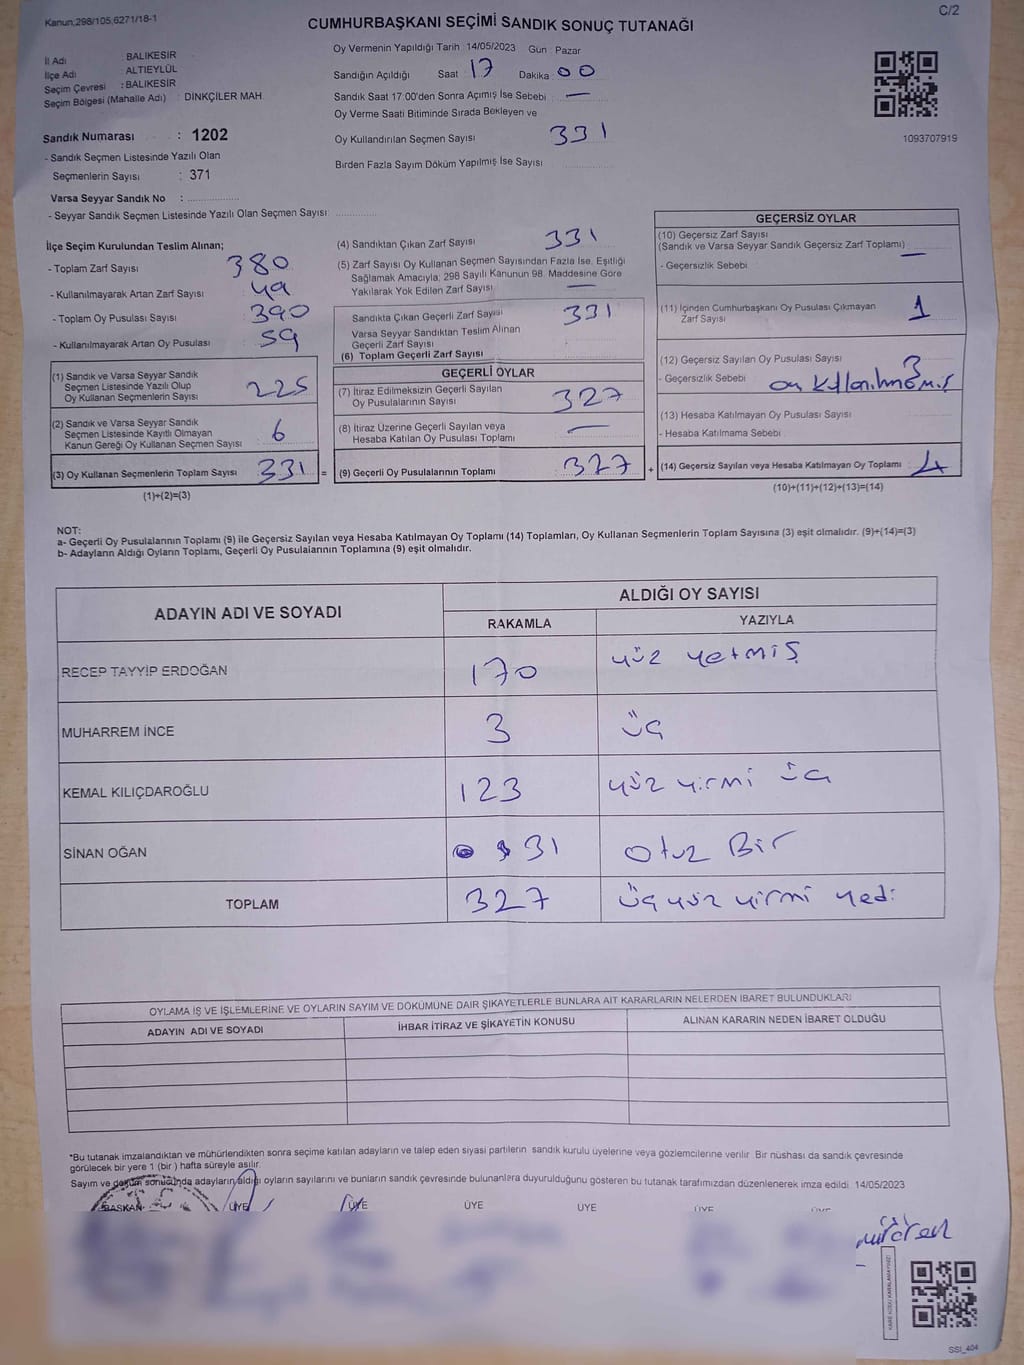 Kanun,298/105,6271/18-1
C/2
CUMHURBAŞKANI SEÇİMİ SANDIK SONUÇ TUTANAĞI
İl Adı BALIKESİR
İlçe Adı ALTIEYLÜL
Seçim Çevresi : BALIKESİR
Seçim Bölgesi (Mahalle Adı) : DİNKÇİLER MAH.
Oy Vermenin Yapıldığı Tarih 14/05/2023 Gün : Pazar
Sandığın Açıldığı Saat 17 Dakika 00
Sandık Saat 17:00'den Sonra Açımış İse Sebebi —
Oy Verme Saati Bitiminde Sırada Bekleyen ve
Oy Kullandırılan Seçmen Sayısı 331
Birden Fazla Sayım Döküm Yapılmış İse Sayısı
1093707919
Sandık Numarası : 1202
- Sandık Seçmen Listesinde Yazılı Olan
Seçmenlerin Sayısı : 371
Varsa Seyyar Sandık No :
- Seyyar Sandık Seçmen Listesinde Yazılı Olan Seçmen Sayısı:
İlçe Seçim Kurulundan Teslim Alınan;
- Toplam Zarf Sayısı 380
- Kullanılmayarak Artan Zarf Sayısı 49
- Toplam Oy Pusulası Sayısı 390
- Kullanılmayarak Artan Oy Pusulası 59
(1) Sandık ve Varsa Seyyar Sandık
Seçmen Listesinde Yazılı Olup
Oy Kullanan Seçmenlerin Sayısı 225
(2) Sandık ve Varsa Seyyar Sandık
Seçmen Listesinde Kayıtlı Olmayan
Kanun Gereği Oy Kullanan Seçmen Sayısı 6
(3) Oy Kullanan Seçmenlerin Toplam Sayısı 331 =
(1)+(2)=(3)
(4) Sandıktan Çıkan Zarf Sayısı 331
(5) Zarf Sayısı Oy Kullanan Seçmen Sayısından Fazla İse, Eşitliği
Sağlamak Amacıyla; 298 Sayılı Kanunun 98. Maddesine Göre
Yakılarak Yok Edilen Zarf Sayısı —
Sandıkta Çıkan Geçerli Zarf Sayısı 331
Varsa Seyyar Sandıktan Teslim Alınan
Geçerli Zarf Sayısı
(6) Toplam Geçerli Zarf Sayısı
GEÇERLİ OYLAR
(7) İtiraz Edilmeksizin Geçerli Sayılan
Oy Pusulalarının Sayısı 327
(8) İtiraz Üzerine Geçerli Sayılan veya
Hesaba Katılan Oy Pusulası Toplamı —
(9) Geçerli Oy Pusulalarının Toplamı 327 +
GEÇERSİZ OYLAR
(10) Geçersiz Zarf Sayısı
(Sandık ve Varsa Seyyar Sandık Geçersiz Zarf Toplamı) —
- Geçersizlik Sebebi
(11) İçinden Cumhurbaşkanı Oy Pusulası Çıkmayan
Zarf Sayısı 1
(12) Geçersiz Sayılan Oy Pusulası Sayısı 3
- Geçersizlik Sebebi oy kullanılmamış
(13) Hesaba Katılmayan Oy Pusulası Sayısı
- Hesaba Katılmama Sebebi
(14) Geçersiz Sayılan veya Hesaba Katılmayan Oy Toplamı 4
(10)+(11)+(12)+(13)=(14)
NOT:
a- Geçerli Oy Pusulalarının Toplamı (9) ile Geçersiz Sayılan veya Hesaba Katılmayan Oy Toplamı (14) Toplamları, Oy Kullanan Seçmenlerin Toplam Sayısına (3) eşit olmalıdır. (9)+(14)=(3)
b- Adayların Aldığı Oyların Toplamı, Geçerli Oy Pusulalarının Toplamına (9) eşit olmalıdır.
ADAYIN ADI VE SOYADI
ALDIĞI OY SAYISI
RAKAMLA YAZIYLA
RECEP TAYYİP ERDOĞAN 170 yüz yetmiş
MUHARREM İNCE 3 üç
KEMAL KILIÇDAROĞLU 123 yüz yirmi üç
SİNAN OĞAN 31 Otuz Bir
TOPLAM 327 üçyüz yirmi yedi
OYLAMA İŞ VE İŞLEMLERİNE VE OYLARIN SAYIM VE DÖKÜMÜNE DAİR ŞİKAYETLERLE BUNLARA AİT KARARLARIN NELERDEN İBARET BULUNDUKLARI
ADAYIN ADI VE SOYADI İHBAR İTİRAZ VE ŞİKAYETİN KONUSU ALINAN KARARIN NEDEN İBARET OLDUĞU
*Bu tutanak imzalandıktan ve mühürlendikten sonra seçime katılan adayların ve talep eden siyasi partilerin sandık kurulu üyelerine veya gözlemcilerine verilir. Bir nüshası da sandık çevresinde
görülecek bir yere 1 (bir) hafta süreyle asılır.
Sayım ve döküm sonucunda adayların aldığı oyların sayılarını ve bunların sandık çevresinde bulunanlara duyurulduğunu gösteren bu tutanak tarafımızdan düzenlenerek imza edildi. 14/05/2023
BAŞKAN ÜYE ÜYE ÜYE ÜYE ÜYE ÜYE
SSI_404